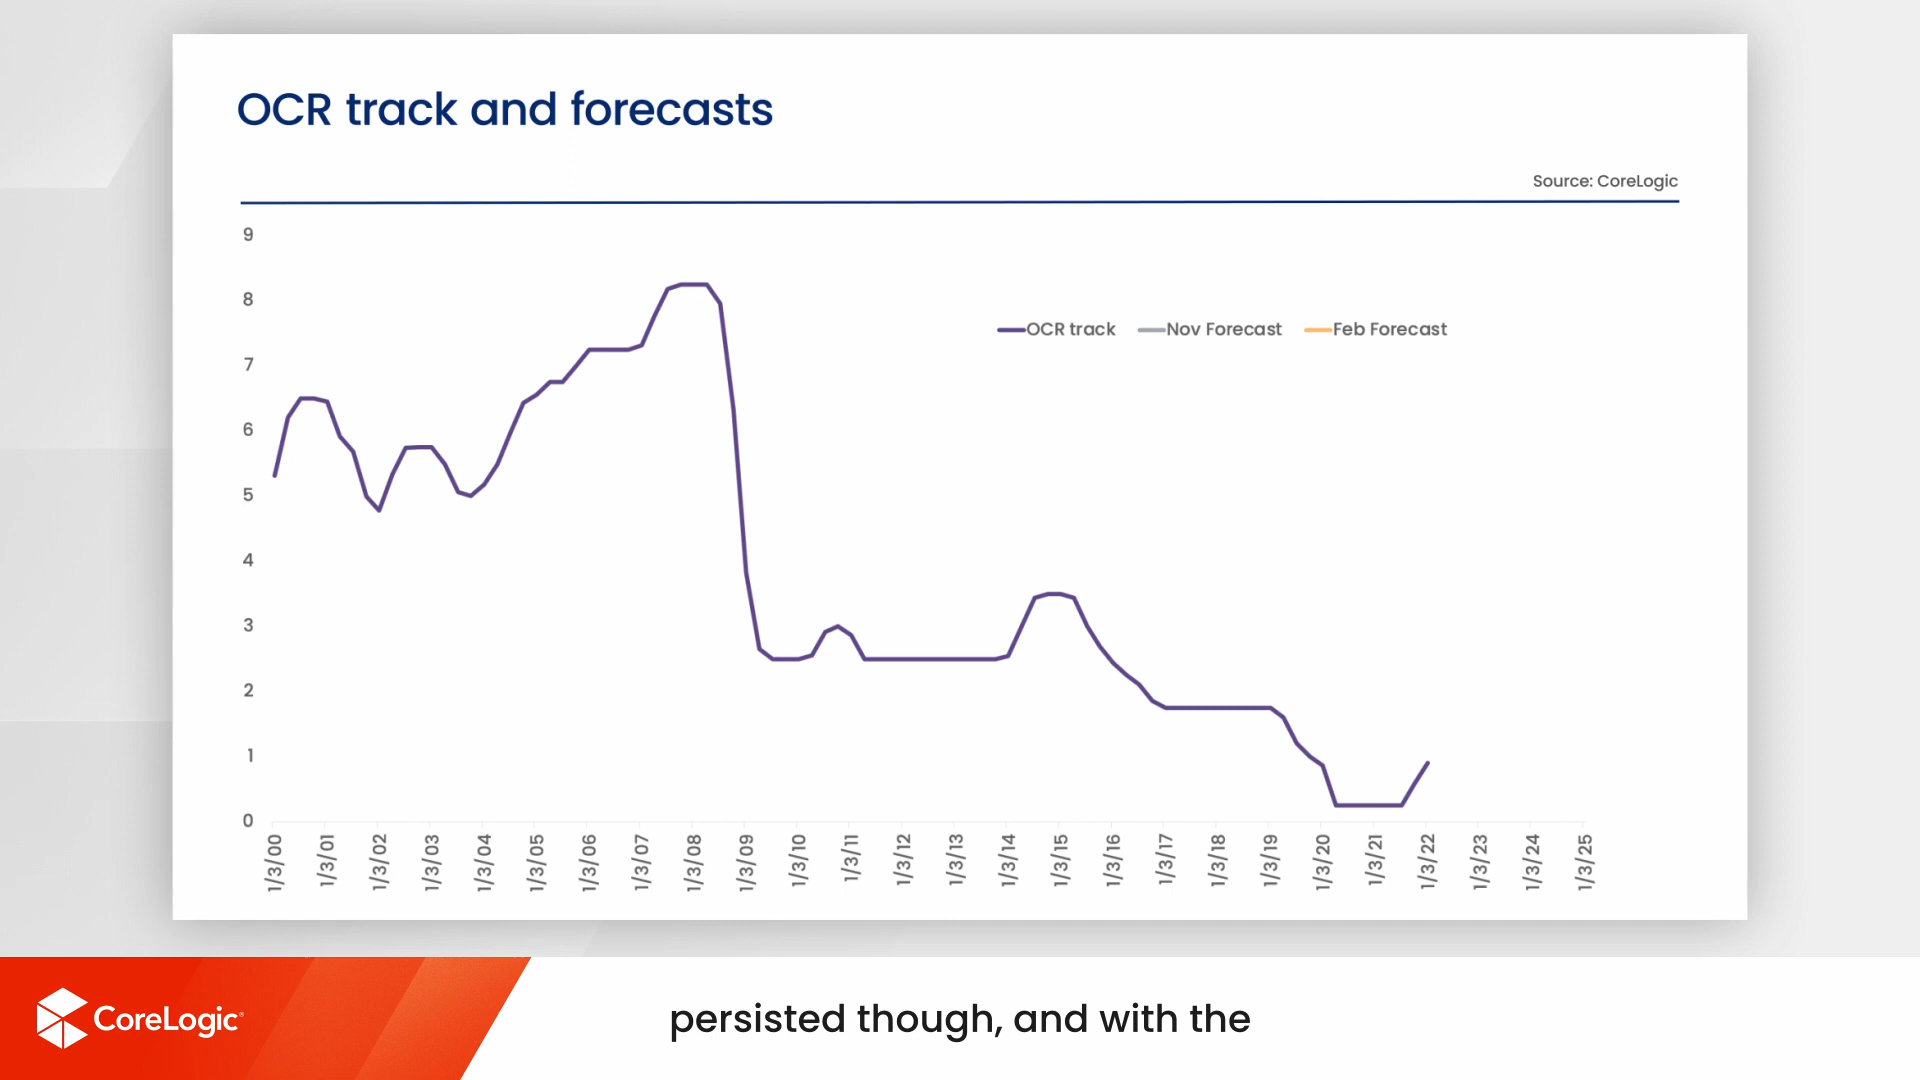 OCR track and forecasts
Source: CoreLogic
9
8
7
6
5
4
3
2
1
0
OCR track Nov Forecast Feb Forecast
1/3/00 1/3/01 1/3/02 1/3/03 1/3/04 1/3/05 1/3/06 1/3/07 1/3/08 1/3/09 1/3/10 1/3/11 1/3/12 1/3/13 1/3/14 1/3/15 1/3/16 1/3/17 1/3/18 1/3/19 1/3/20 1/3/21 1/3/22 1/3/23 1/3/24 1/3/25
CoreLogic
persisted though, and with the